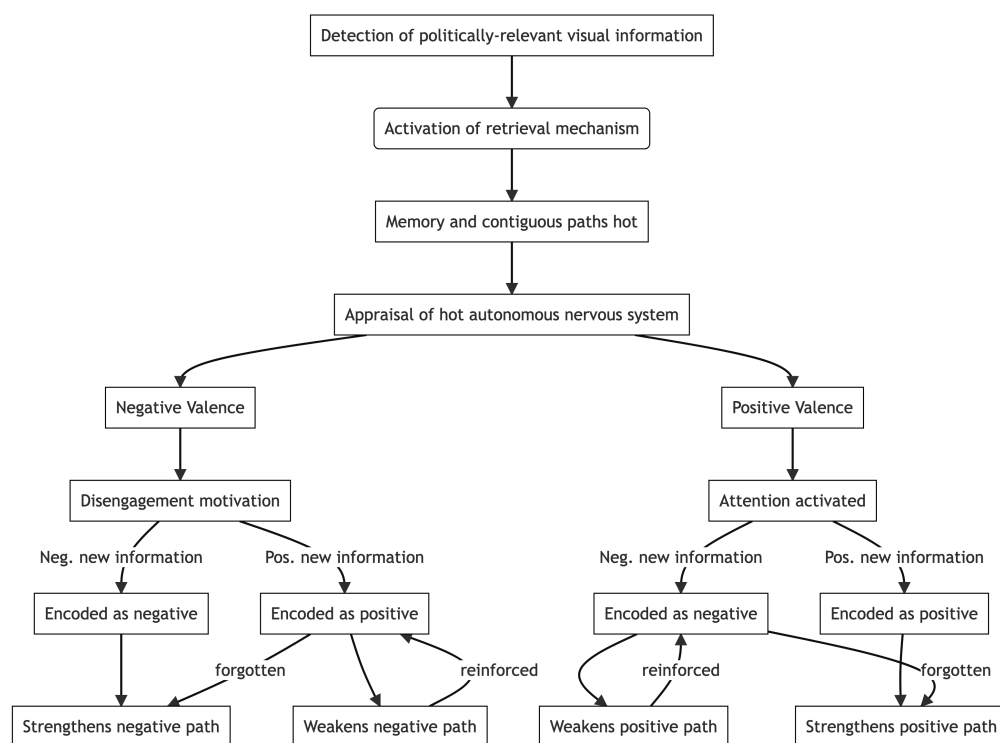 Detection of politically-relevant visual information
Activation of retrieval mechanism
Memory and contiguous paths hot
Appraisal of hot autonomous nervous system
Negative Valence
Positive Valence
Disengagement motivation
Attention activated
Neg. new information
Pos. new information
Neg. new information
Pos. new information
Encoded as negative
Encoded as positive
Encoded as negative
Encoded as positive
forgotten
reinforced
reinforced
forgotten
Strengthens negative path
Weakens negative path
Weakens positive path
Strengthens positive path